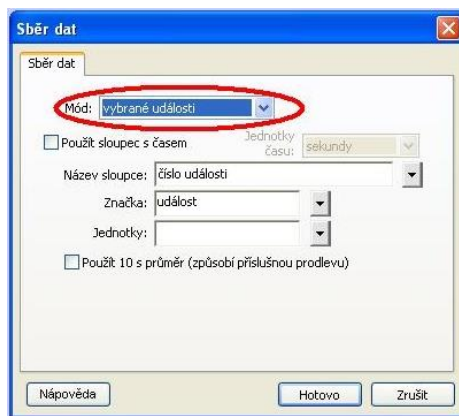 Sběr dat
Sběr dat
Mód: vybrané události
Použít sloupec s časem
Jednotky času: sekundy
Název sloupce: číslo události
Značka: událost
Jednotky:
Použít 10 s průměr (způsobí příslušnou prodlevu)
Nápověda Hotovo Zrušit